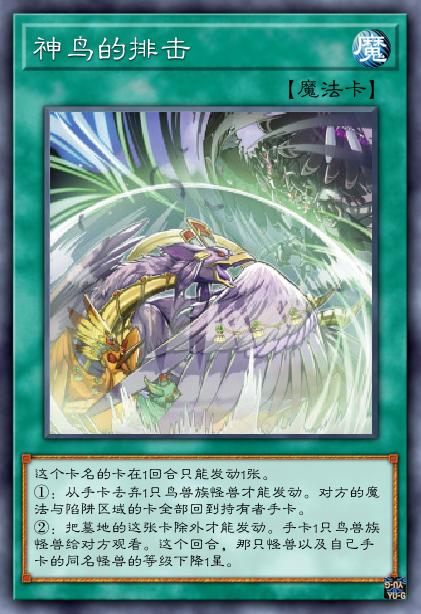 神鸟的排击
魔
【魔法卡】
这个卡名的卡在1回合只能发动1张。
①：从手卡丢弃1只鸟兽族怪兽才能发动。对方的魔
法与陷阱区域的卡全部回到持有者手卡。
②：把墓地的这张卡除外才能发动。手卡1只鸟兽族
怪兽给对方观看。这个回合，那只怪兽以及自己手
卡的同名怪兽的等级下降1星。